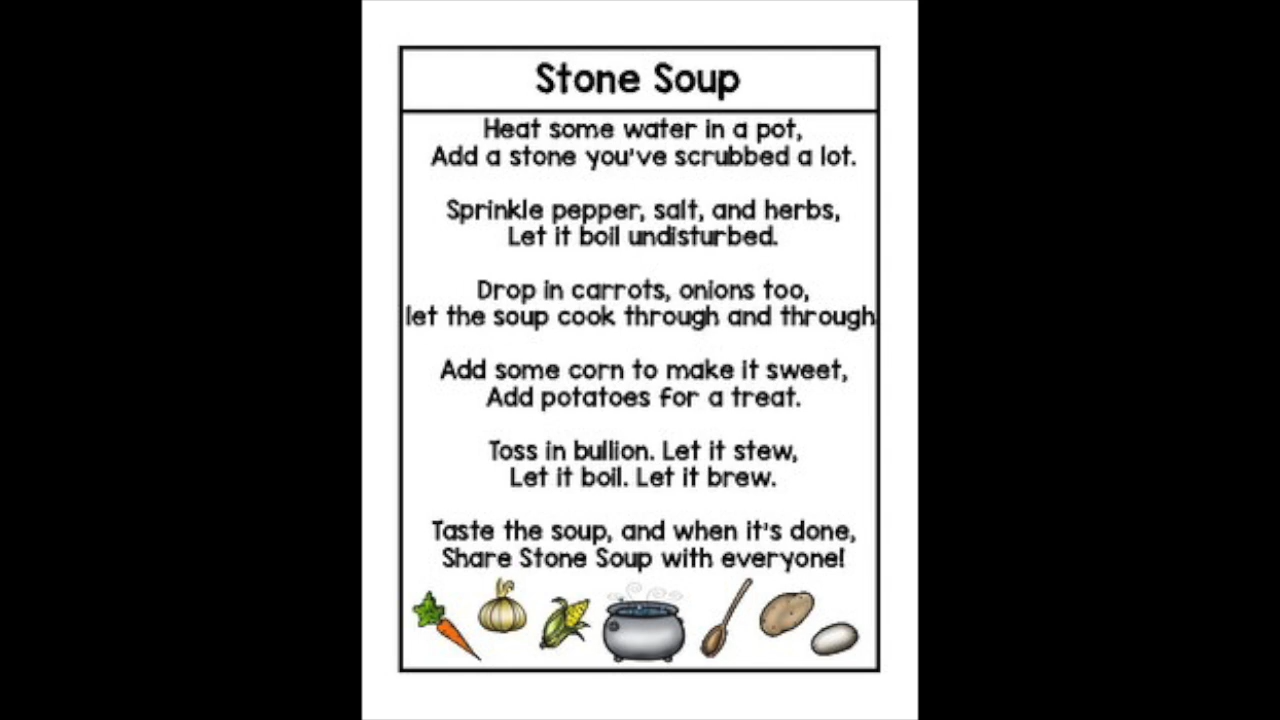 Stone Soup
Heat some water in a pot,
Add a stone you've scrubbed a lot.
Sprinkle pepper, salt, and herbs,
Let it boil undisturbed.
Drop in carrots, onions too,
let the soup cook through and through
Add some corn to make it sweet,
Add potatoes for a treat.
Toss in bullion. Let it stew,
Let it boil. Let it brew.
Taste the soup, and when it's done,
Share Stone Soup with everyone!